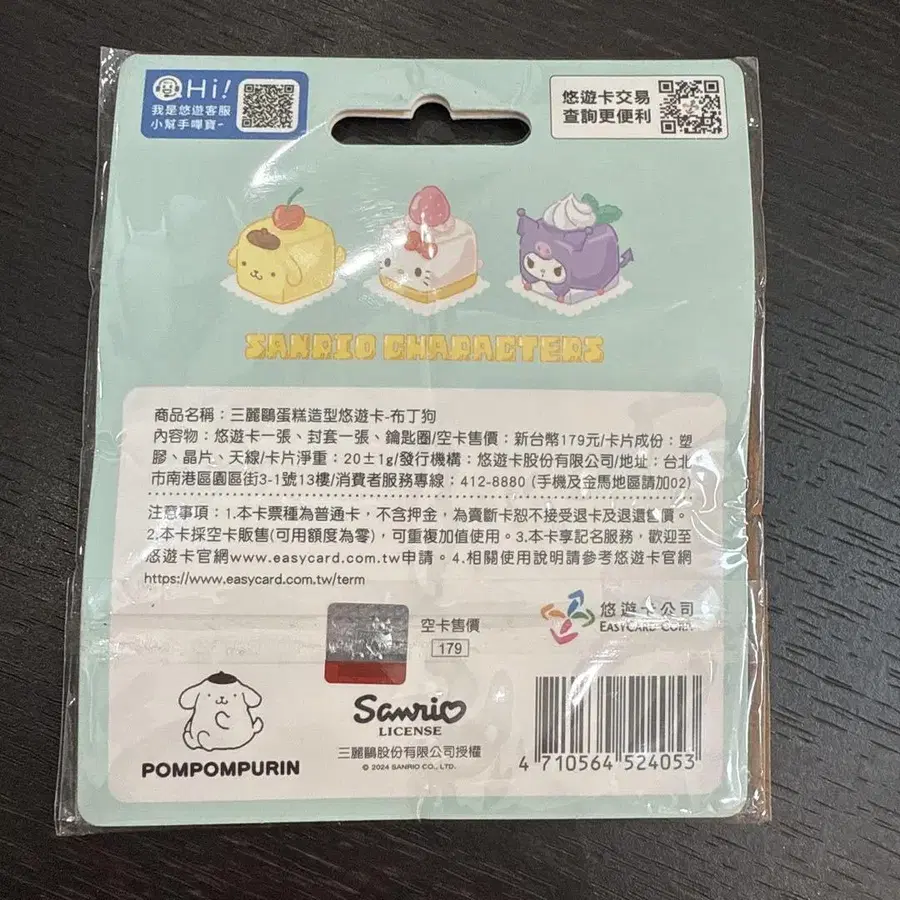 Hi!
我是悠遊客服
小幫手嗶寶~
悠遊卡交易
查詢更便利
SANRIO CHARACTERS
商品名稱：三麗鷗蛋糕造型悠遊卡-布丁狗
內容物：悠遊卡一張、封套一張、鑰匙圈/空卡售價：新台幣179元/卡片成份：塑
膠、晶片、天線/卡片淨重：20±1g/發行機構：悠遊卡股份有限公司/地址：台北
市南港區園區街3-1號13樓/消費者服務專線：412-8880 (手機及金馬地區請加02)
注意事項：1.本卡票種為普通卡，不含押金，為賣斷卡恕不接受退卡及退還售價。
2.本卡採空卡販售(可用額度為零)，可重複加值使用。3.本卡享記名服務，歡迎至
悠遊卡官網www.easycard.com.tw申請。4.相關使用說明請參考悠遊卡官網
https://www.easycard.com.tw/term
空卡售價
179
悠遊卡公司
EASYCARD CORP.
POMPOMPURIN
Sanrio
LICENSE
三麗鷗股份有限公司授權
© 2024 SANRIO CO., LTD.
4 710564 524053